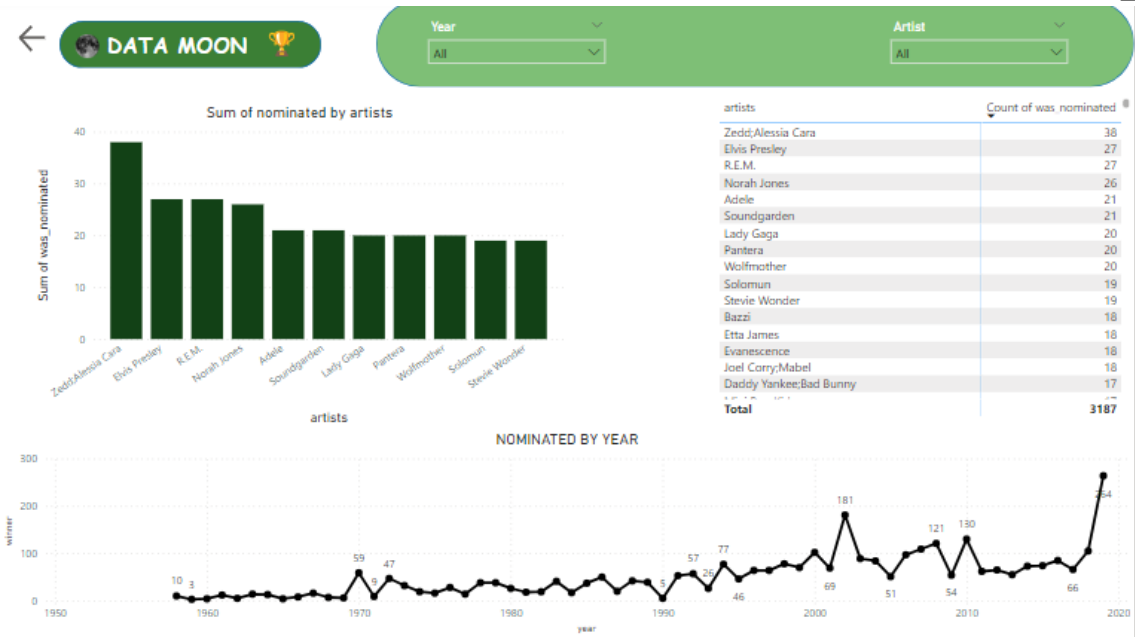 DATA MOON
Year
All
Artist
All
Sum of nominated by artists
Sum of was_nominated
40
30
20
10
0
Zedd;Alessia Cara
Elvis Presley
R.E.M.
Norah Jones
Adele
Soundgarden
Lady Gaga
Pantera
Wolfmother
Solomun
Stevie Wonder
artists
artists Count of was_nominated
Zedd;Alessia Cara 38
Elvis Presley 27
R.E.M. 27
Norah Jones 26
Adele 21
Soundgarden 21
Lady Gaga 20
Pantera 20
Wolfmother 20
Solomun 19
Stevie Wonder 19
Bazzi 18
Etta James 18
Evanescence 18
Joel Corry;Mabel 18
Daddy Yankee;Bad Bunny 17
Total 3187
NOMINATED BY YEAR
winner
300
200
100
0
10 3 59 9 47 5 57 26 77 46 181 69 51 121 54 130 66 264
1950 1960 1970 1980 1990 2000 2010 2020
year